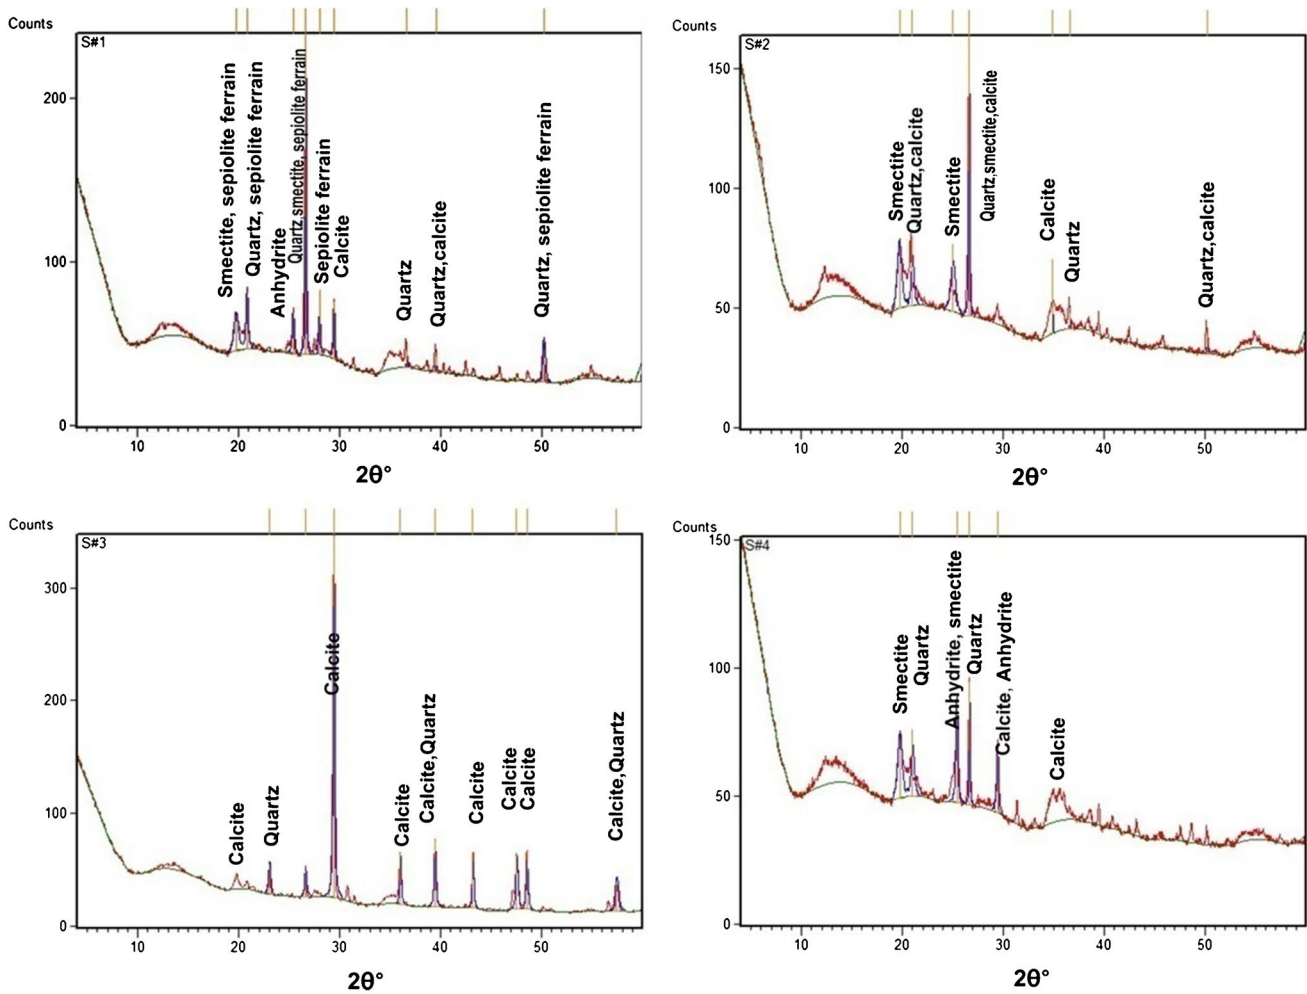 Counts
S#1
200
100
0
Smectite, sepiolite ferrain
Quartz, sepiolite ferrain
Anhydrite
Quartz,smectite, sepiolite ferrain
Sepiolite ferrain
Calcite
Quartz
Quartz,calcite
Quartz, sepiolite ferrain
10 20 30 40 50
2θ°
Counts
S#2
150
100
50
0
Smectite
Quartz,calcite
Smectite
Quartz,smectite,calcite
Calcite
Quartz
Quartz,calcite
10 20 30 40 50
2θ°
Counts
S#3
300
200
100
0
Calcite
Quartz
Calcite
Calcite
Calcite,Quartz
Calcite
Calcite
Calcite
Calcite,Quartz
10 20 30 40 50
2θ°
Counts
S#4
150
100
50
0
Smectite
Quartz
Anhydrite, smectite
Quartz
Calcite, Anhydrite
Calcite
10 20 30 40 50
2θ°